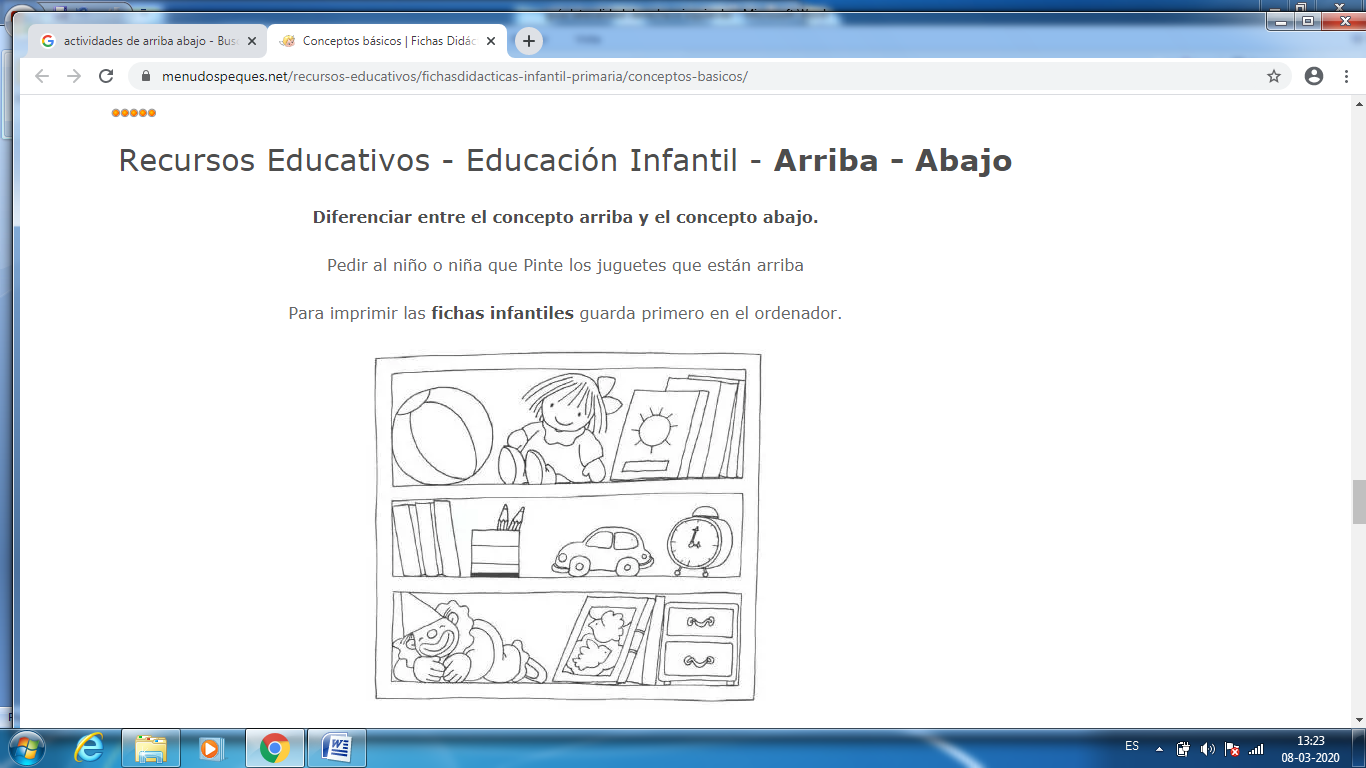 actividades de arriba abajo - Bus
Conceptos básicos | Fichas Didác
menudospeques.net/recursos-educativos/fichasdidacticas-infantil-primaria/conceptos-basicos/
Recursos Educativos - Educación Infantil - Arriba - Abajo
Diferenciar entre el concepto arriba y el concepto abajo.
Pedir al niño o niña que Pinte los juguetes que están arriba
Para imprimir las fichas infantiles guarda primero en el ordenador.
ES
13:23
08-03-2020